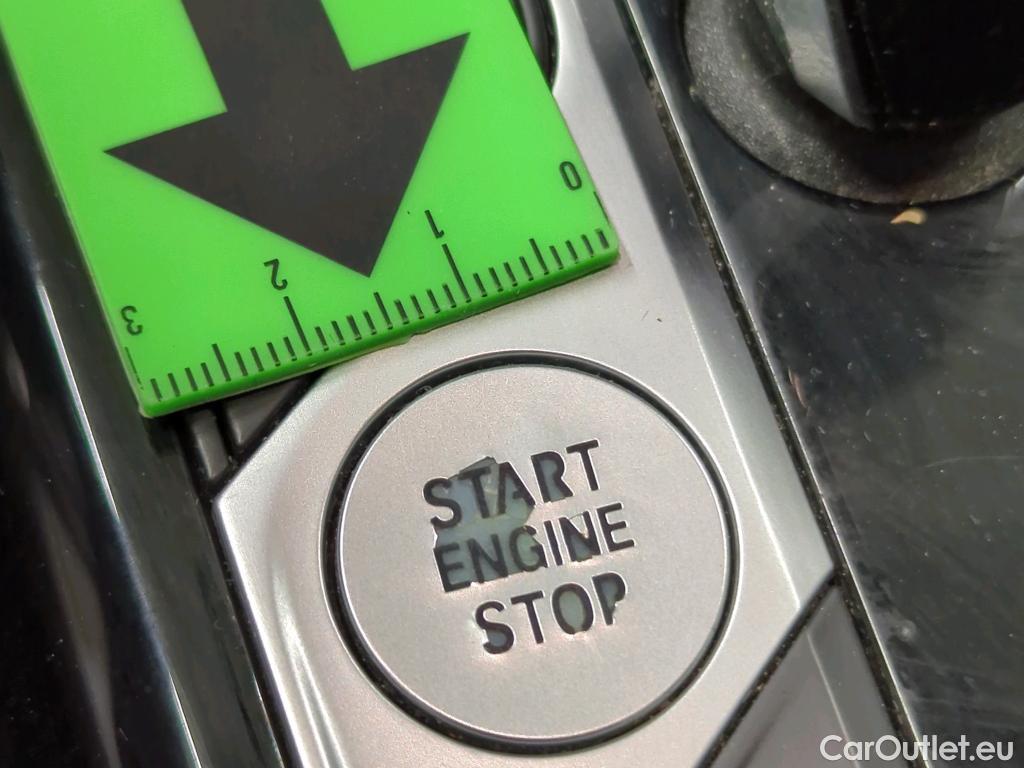 0
1
2
3
START
ENGINE
STOP
CarOutlet.eu